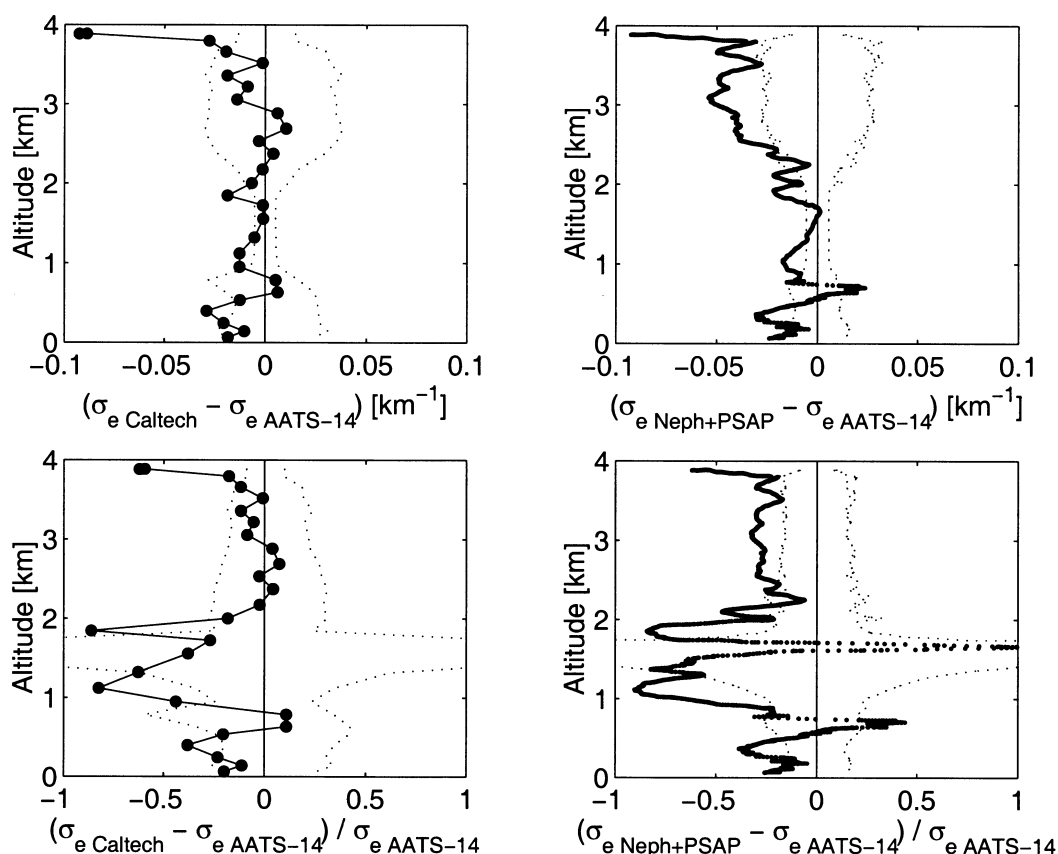 4
3
2
1
0
Altitude [km]
−0.1 −0.05 0 0.05 0.1
(σe Caltech − σe AATS−14) [km−1]
4
3
2
1
0
Altitude [km]
−0.1 −0.05 0 0.05 0.1
(σe Neph+PSAP − σe AATS−14) [km−1]
4
3
2
1
0
Altitude [km]
−1 −0.5 0 0.5 1
(σe Caltech − σe AATS−14) / σe AATS−14
4
3
2
1
0
Altitude [km]
−1 −0.5 0 0.5 1
(σe Neph+PSAP − σe AATS−14) / σe AATS−14